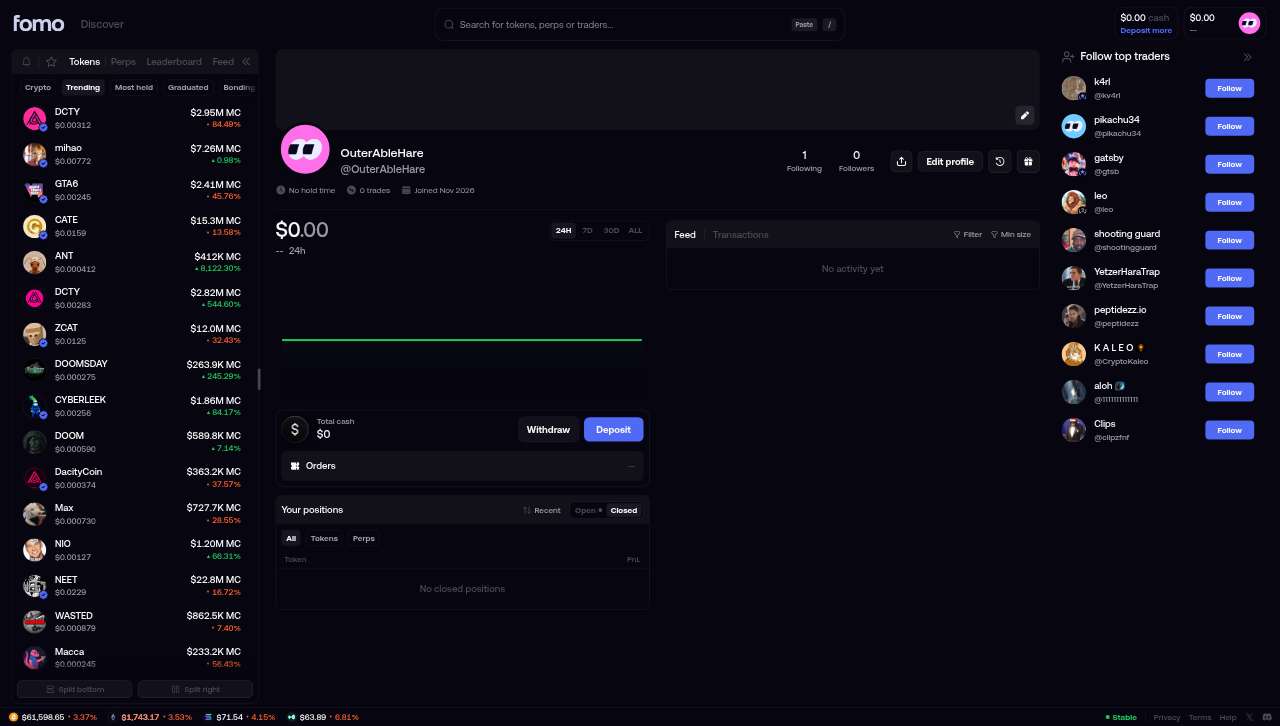 fomo
Discover
Search for tokens, perps or traders...
Paste
/
$0.00 cash
Deposit more
$0.00
—
Tokens Perps Leaderboard Feed
Crypto Trending Most held Graduated Bonding
DCTY $2.95M MC
$0.00312 84.49%
mihao $7.26M MC
$0.00772 0.98%
GTA6 $2.41M MC
$0.00245 45.76%
CATE $15.3M MC
$0.0159 13.58%
ANT $412K MC
$0.000412 8,122.30%
DCTY $2.82M MC
$0.00283 544.60%
ZCAT $12.0M MC
$0.0125 32.43%
DOOMSDAY $263.9K MC
$0.000275 245.29%
CYBERLEEK $1.86M MC
$0.00256 84.17%
DOOM $589.8K MC
$0.000590 7.14%
DacityCoin $363.2K MC
$0.000374 37.57%
Max $727.7K MC
$0.000730 28.55%
NIO $1.20M MC
$0.00127 66.31%
NEET $22.8M MC
$0.0229 16.72%
WASTED $862.5K MC
$0.000879 7.40%
Macca $233.2K MC
$0.000245 56.43%
Split bottom
Split right
OuterAbleHare
@OuterAbleHare
1 Following
0 Followers
Edit profile
No hold time 0 trades Joined Nov 2026
$0.00
-- 24h
24H 7D 30D ALL
Total cash
$0
Withdraw
Deposit
Orders —
Your positions
Recent
Open
Closed
All Tokens Perps
Token PnL
No closed positions
Feed Transactions
Filter Min size
No activity yet
Follow top traders
k4rl
@kv4rl
Follow
pikachu34
@pikachu34
Follow
gatsby
@gtsb
Follow
leo
@leo
Follow
shooting guard
@shootingguard
Follow
YetzerHaraTrap
@YetzerHaraTrap
Follow
peptidezz.io
@peptidezz
Follow
K A L E O
@CryptoKaleo
Follow
aloh
Follow
Clips
@clipzfnf
Follow
$61,598.65 3.37%
$1,743.17 3.53%
$71.54 4.15%
$63.89 6.81%
Stable
Privacy Terms Help